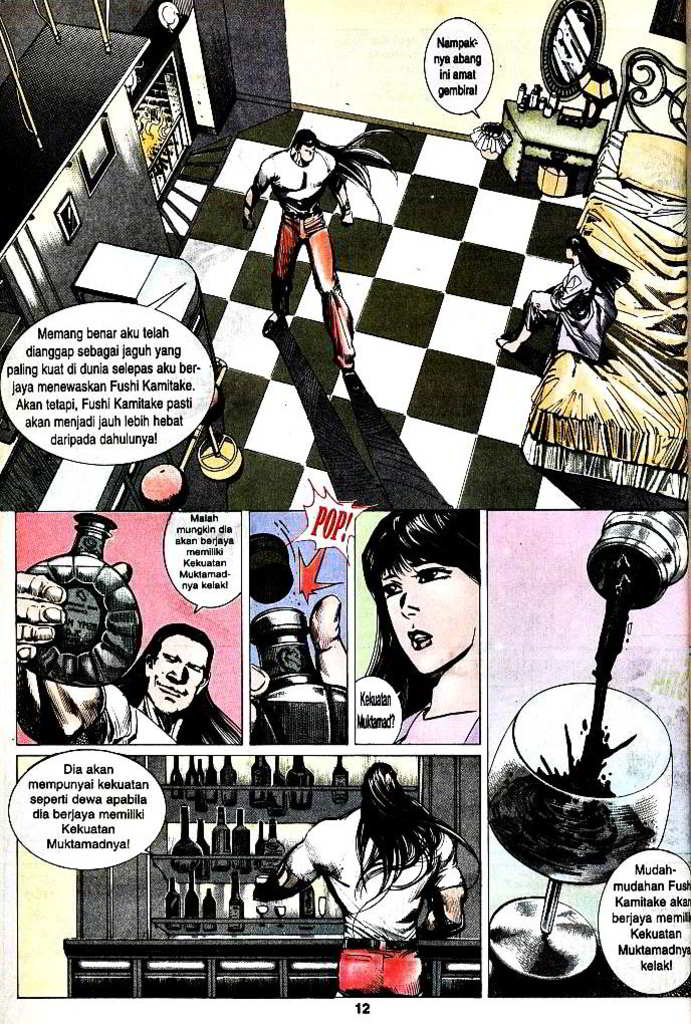 Nampak-
nya abang
ini amat
gembira!
Memang benar aku telah
dianggap sebagai jaguh yang
paling kuat di dunia selepas aku ber-
jaya menewaskan Fushi Kamitake.
Akan tetapi, Fushi Kamitake pasti
akan menjadi jauh lebih hebat
daripada dahulunya!
Malah
mungkin dia
akan berjaya
memiliki
Kekuatan
Muktamad-
nya kelak!
POP!
Kekuatan
Muktamad?
Dia akan
mempunyai kekuatan
seperti dewa apabila
dia berjaya memiliki
Kekuatan
Muktamadnya!
Mudah-
mudahan Fushi
Kamitake akan
berjaya memiliki
Kekuatan
Muktamadnya
kelak!
12